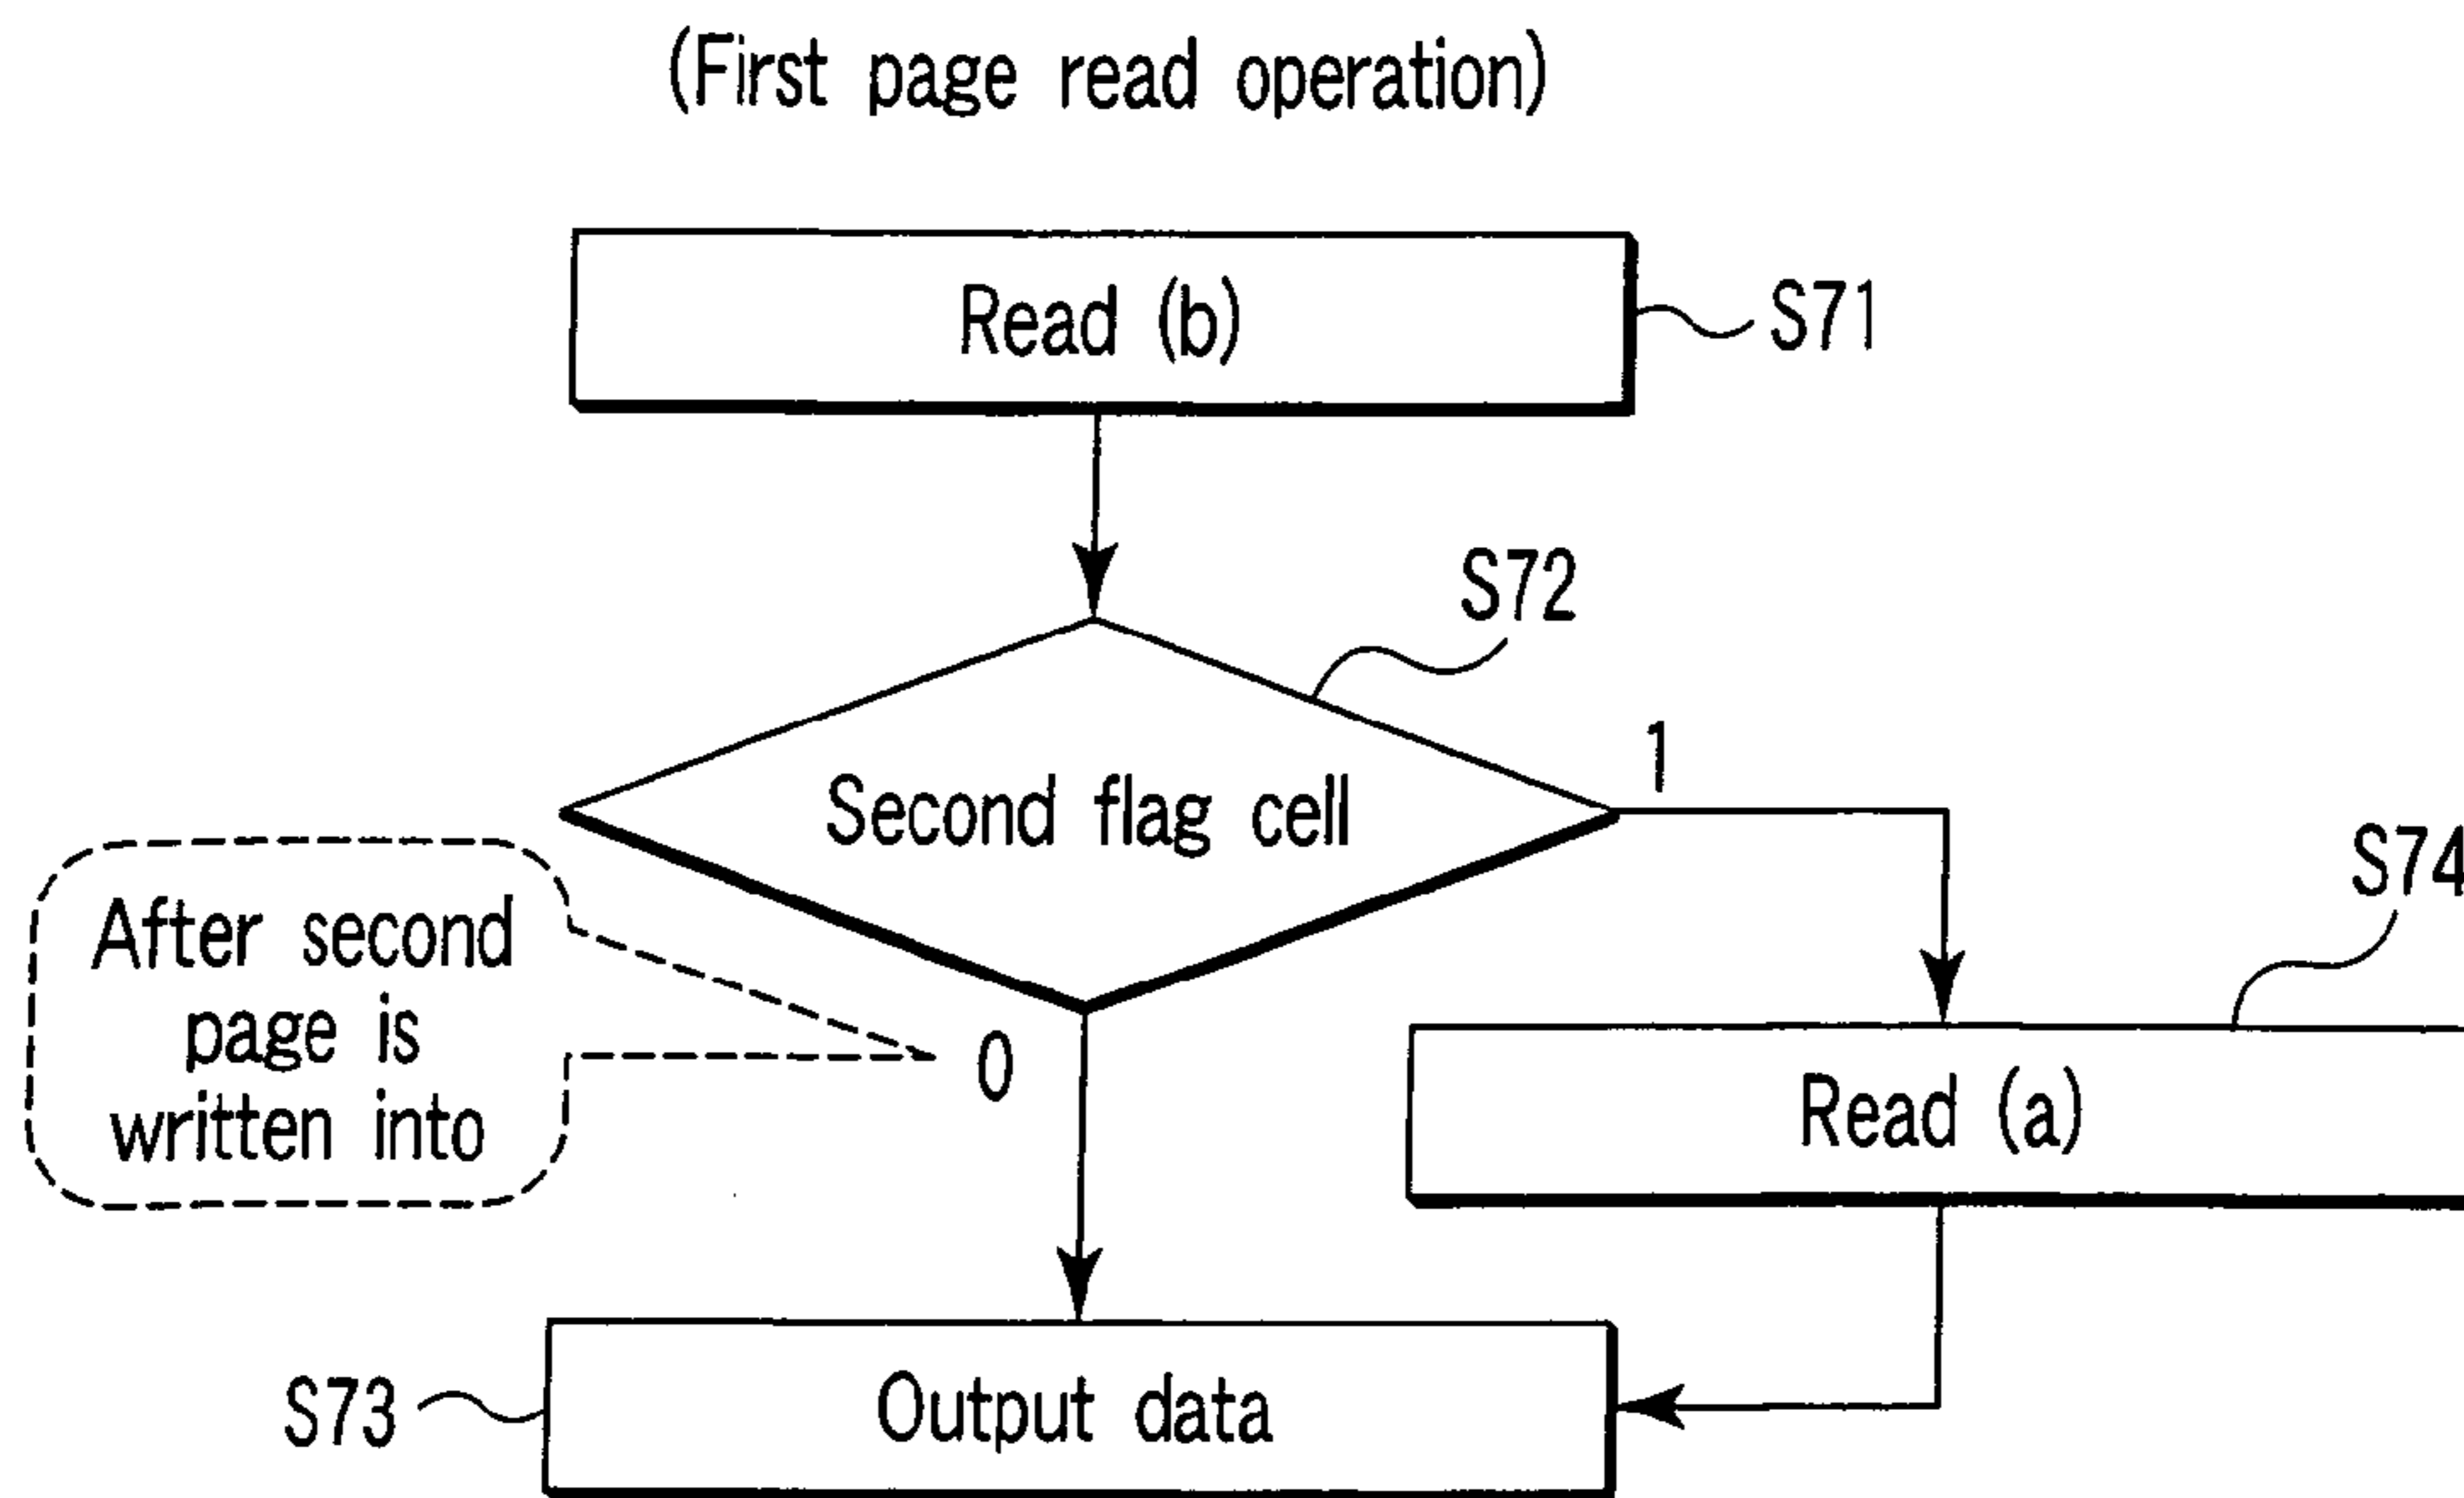 (First page read operation)
Read (b)
S71
S72
Second flag cell
1
S74
After second
page is
written into
0
Read (a)
S73
Output data